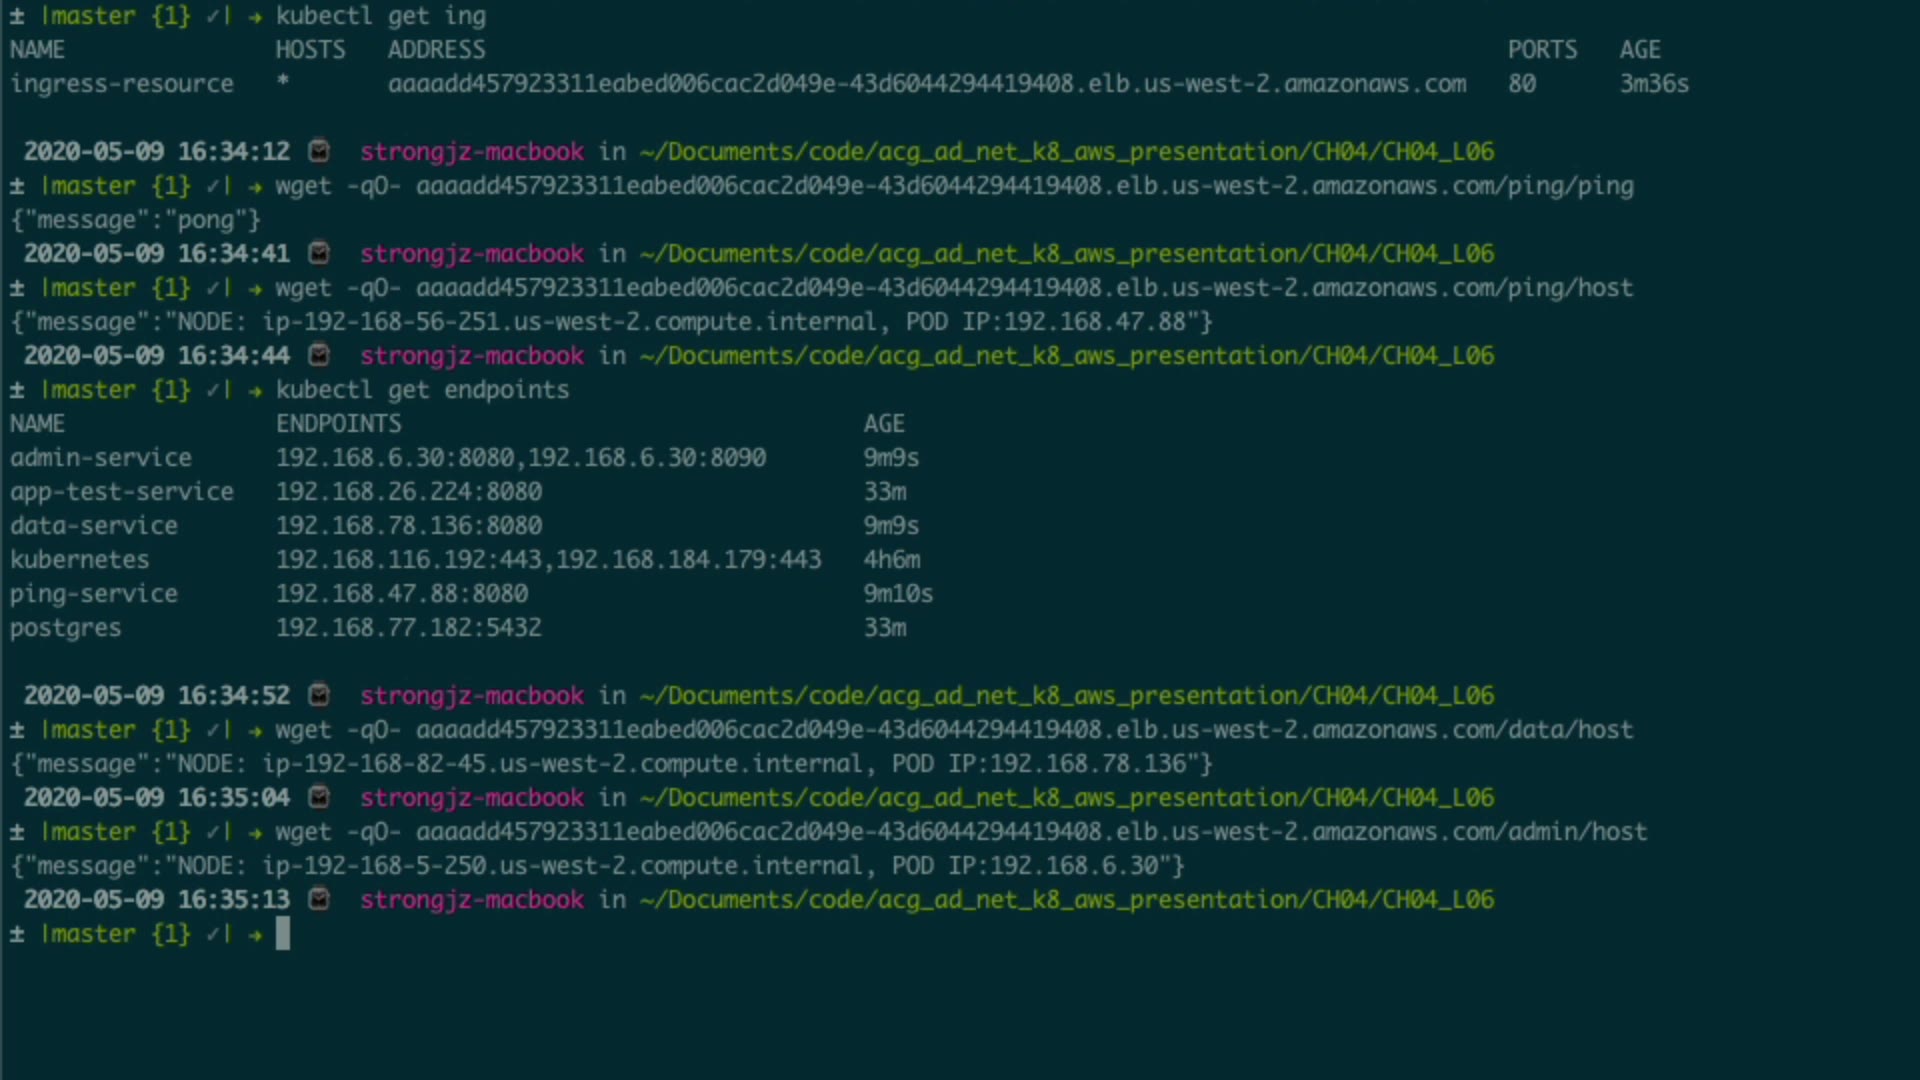 ± |master {1} ✓| → kubectl get ing
NAME HOSTS ADDRESS PORTS AGE
ingress-resource * aaaadd457923311eabed006cac2d049e-43d6044294419408.elb.us-west-2.amazonaws.com 80 3m36s
2020-05-09 16:34:12 strongjz-macbook in ~/Documents/code/acg_ad_net_k8_aws_presentation/CH04/CH04_L06
± |master {1} ✓| → wget -qO- aaaadd457923311eabed006cac2d049e-43d6044294419408.elb.us-west-2.amazonaws.com/ping/ping
{"message":"pong"}
2020-05-09 16:34:41 strongjz-macbook in ~/Documents/code/acg_ad_net_k8_aws_presentation/CH04/CH04_L06
± |master {1} ✓| → wget -qO- aaaadd457923311eabed006cac2d049e-43d6044294419408.elb.us-west-2.amazonaws.com/ping/host
{"message":"NODE: ip-192-168-56-251.us-west-2.compute.internal, POD IP:192.168.47.88"}
2020-05-09 16:34:44 strongjz-macbook in ~/Documents/code/acg_ad_net_k8_aws_presentation/CH04/CH04_L06
± |master {1} ✓| → kubectl get endpoints
NAME ENDPOINTS AGE
admin-service 192.168.6.30:8080,192.168.6.30:8090 9m9s
app-test-service 192.168.26.224:8080 33m
data-service 192.168.78.136:8080 9m9s
kubernetes 192.168.116.192:443,192.168.184.179:443 4h6m
ping-service 192.168.47.88:8080 9m10s
postgres 192.168.77.182:5432 33m
2020-05-09 16:34:52 strongjz-macbook in ~/Documents/code/acg_ad_net_k8_aws_presentation/CH04/CH04_L06
± |master {1} ✓| → wget -qO- aaaadd457923311eabed006cac2d049e-43d6044294419408.elb.us-west-2.amazonaws.com/data/host
{"message":"NODE: ip-192-168-82-45.us-west-2.compute.internal, POD IP:192.168.78.136"}
2020-05-09 16:35:04 strongjz-macbook in ~/Documents/code/acg_ad_net_k8_aws_presentation/CH04/CH04_L06
± |master {1} ✓| → wget -qO- aaaadd457923311eabed006cac2d049e-43d6044294419408.elb.us-west-2.amazonaws.com/admin/host
{"message":"NODE: ip-192-168-5-250.us-west-2.compute.internal, POD IP:192.168.6.30"}
2020-05-09 16:35:13 strongjz-macbook in ~/Documents/code/acg_ad_net_k8_aws_presentation/CH04/CH04_L06
± |master {1} ✓| →